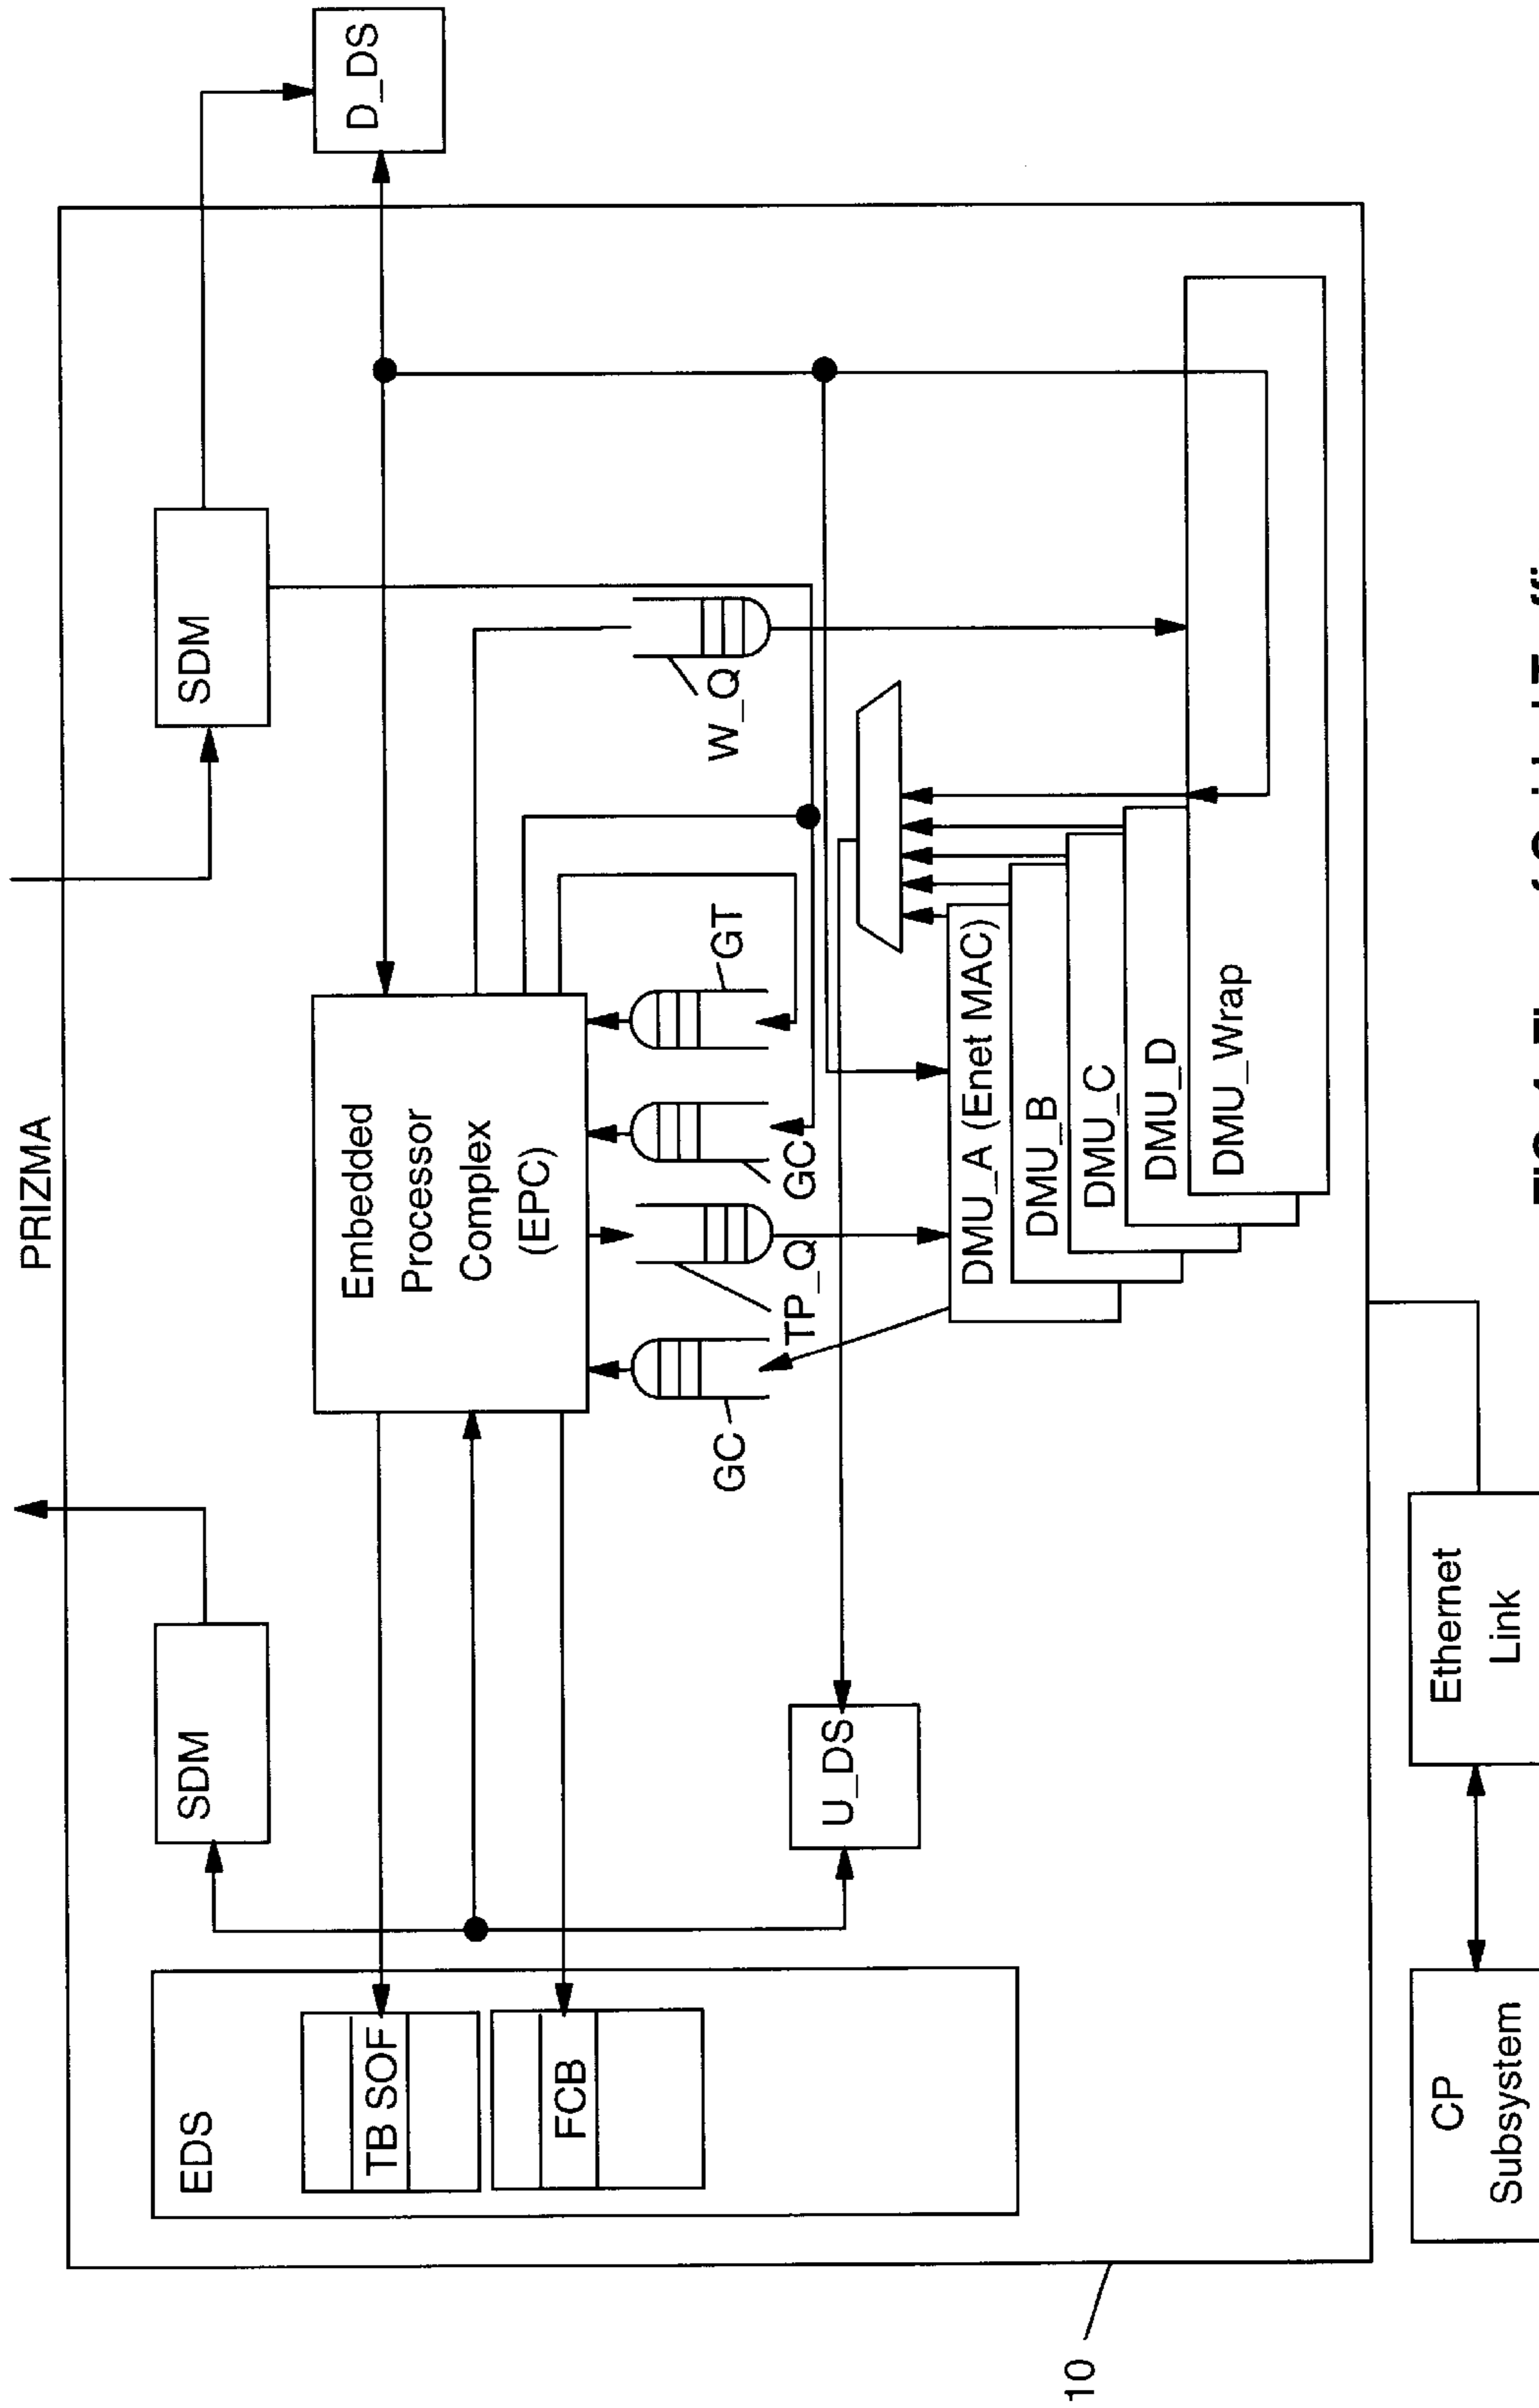 PRIZMA
EDS
TB SOF
FCB
SDM
SDM
D_DS
U_DS
Embedded
Processor
Complex
(EPC)
GC
TP_Q
GC
GT
W_Q
DMU_A (Enet MAC)
DMU_B
DMU_C
DMU_D
DMU_Wrap
10
CP
Subsystem
Ethernet
Link